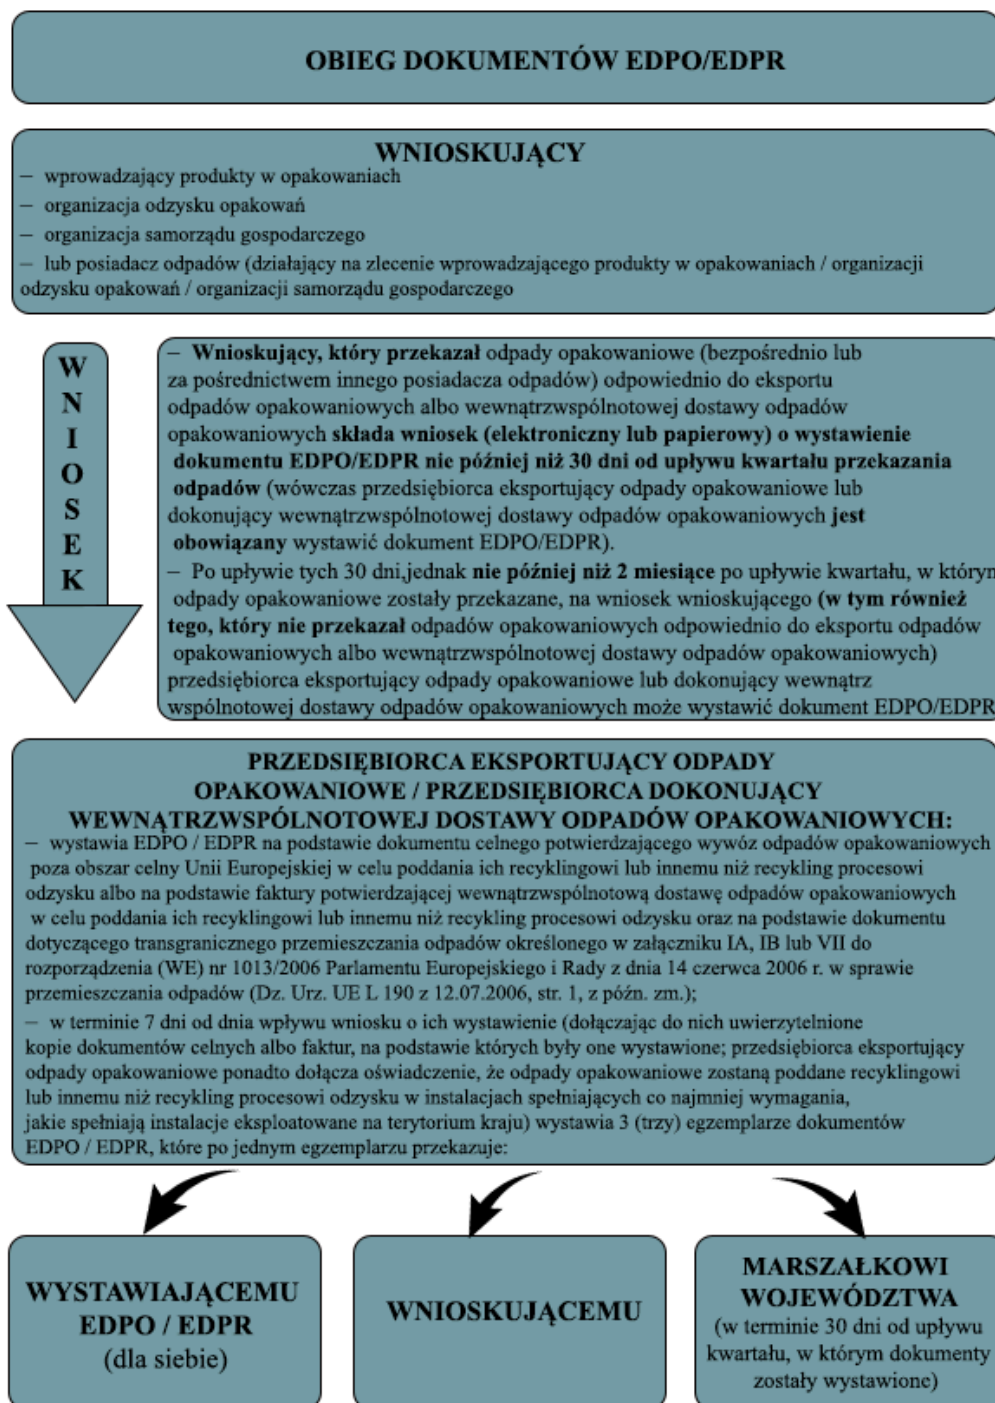 OBIEG DOKUMENTÓW EDPO/EDPR
WNIOSKUJĄCY
– wprowadzający produkty w opakowaniach
– organizacja odzysku opakowań
– organizacja samorządu gospodarczego
– lub posiadacz odpadów (działający na zlecenie wprowadzającego produkty w opakowaniach / organizacji
odzysku opakowań / organizacji samorządu gospodarczego
W
N
I
O
S
E
K
– Wnioskujący, który przekazał odpady opakowaniowe (bezpośrednio lub
za pośrednictwem innego posiadacza odpadów) odpowiednio do eksportu
odpadów opakowaniowych albo wewnątrzwspólnotowej dostawy odpadów
opakowaniowych składa wniosek (elektroniczny lub papierowy) o wystawienie
dokumentu EDPO/EDPR nie później niż 30 dni od upływu kwartału przekazania
odpadów (wówczas przedsiębiorca eksportujący odpady opakowaniowe lub
dokonujący wewnątrzwspólnotowej dostawy odpadów opakowaniowych jest
obowiązany wystawić dokument EDPO/EDPR).
– Po upływie tych 30 dni,jednak nie później niż 2 miesiące po upływie kwartału, w którym
odpady opakowaniowe zostały przekazane, na wniosek wnioskującego (w tym również
tego, który nie przekazał odpadów opakowaniowych odpowiednio do eksportu odpadów
opakowaniowych albo wewnątrzwspólnotowej dostawy odpadów opakowaniowych)
przedsiębiorca eksportujący odpady opakowaniowe lub dokonujący wewnątrz
wspólnotowej dostawy odpadów opakowaniowych może wystawić dokument EDPO/EDPR
PRZEDSIĘBIORCA EKSPORTUJĄCY ODPADY
OPAKOWANIOWE / PRZEDSIĘBIORCA DOKONUJĄCY
WEWNĄTRZWSPÓLNOTOWEJ DOSTAWY ODPADÓW OPAKOWANIOWYCH:
– wystawia EDPO / EDPR na podstawie dokumentu celnego potwierdzającego wywóz odpadów opakowaniowych
poza obszar celny Unii Europejskiej w celu poddania ich recyklingowi lub innemu niż recykling procesowi
odzysku albo na podstawie faktury potwierdzającej wewnątrzwspólnotową dostawę odpadów opakowaniowych
w celu poddania ich recyklingowi lub innemu niż recykling procesowi odzysku oraz na podstawie dokumentu
dotyczącego transgranicznego przemieszczania odpadów określonego w załączniku IA, IB lub VII do
rozporządzenia (WE) nr 1013/2006 Parlamentu Europejskiego i Rady z dnia 14 czerwca 2006 r. w sprawie
przemieszczania odpadów (Dz. Urz. UE L 190 z 12.07.2006, str. 1, z późn. zm.);
– w terminie 7 dni od dnia wpływu wniosku o ich wystawienie (dołączając do nich uwierzytelnione
kopie dokumentów celnych albo faktur, na podstawie których były one wystawione; przedsiębiorca eksportujący
odpady opakowaniowe ponadto dołącza oświadczenie, że odpady opakowaniowe zostaną poddane recyklingowi
lub innemu niż recykling procesowi odzysku w instalacjach spełniających co najmniej wymagania,
jakie spełniają instalacje eksploatowane na terytorium kraju) wystawia 3 (trzy) egzemplarze dokumentów
EDPO / EDPR, które po jednym egzemplarzu przekazuje:
WYSTAWIAJĄCEMU
EDPO / EDPR
(dla siebie)
WNIOSKUJĄCEMU
MARSZAŁKOWI
WOJEWÓDZTWA
(w terminie 30 dni od upływu
kwartału, w którym dokumenty
zostały wystawione)